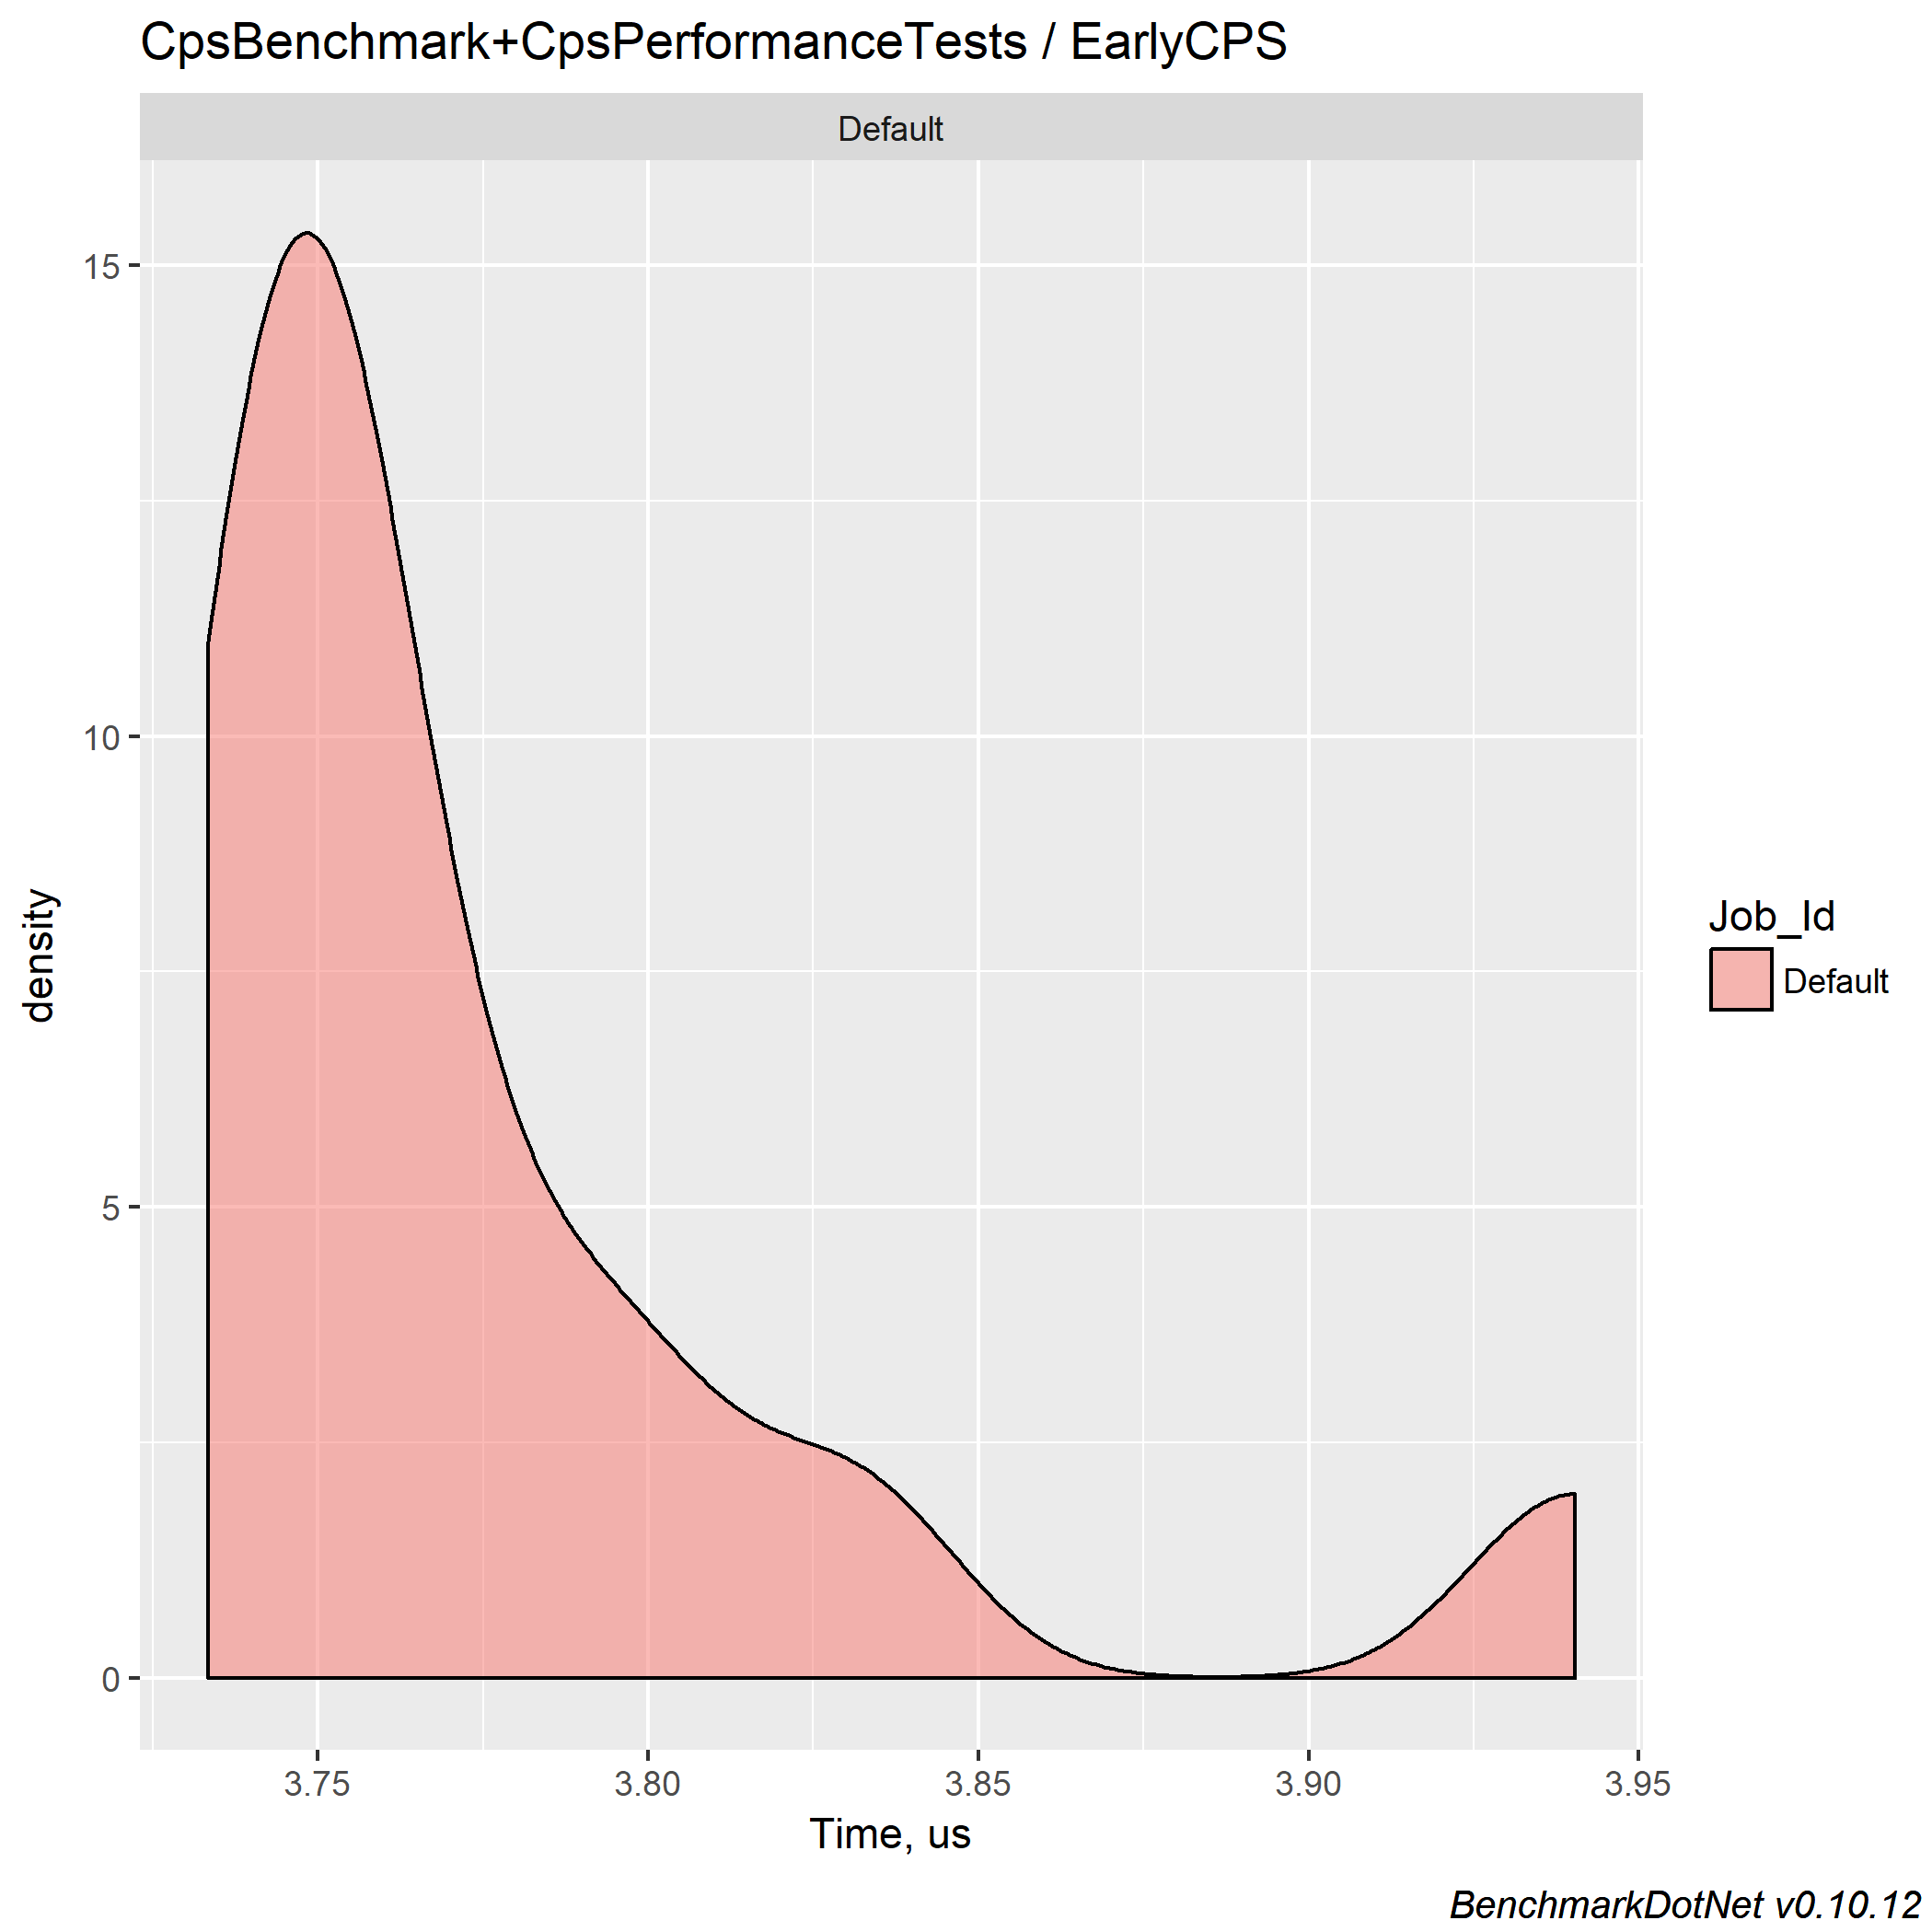 CpsBenchmark+CpsPerformanceTests / EarlyCPS
Default
15
10
5
0
density
3.75 3.80 3.85 3.90 3.95
Time, us
Job_Id
Default
BenchmarkDotNet v0.10.12